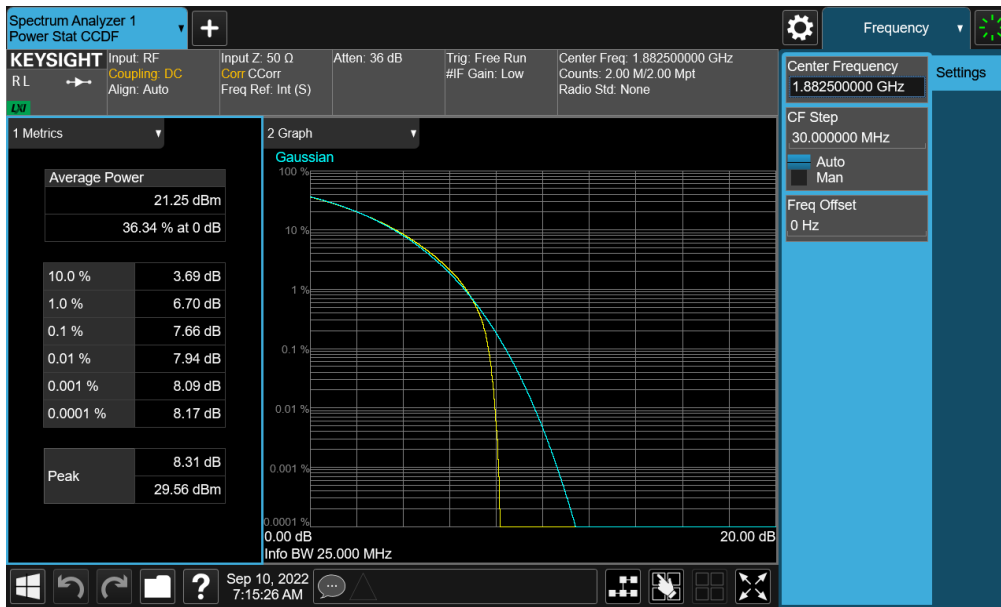 Spectrum Analyzer 1
Power Stat CCDF
+
Frequency
KEYSIGHT
R L
LXI
Input: RF
Coupling: DC
Align: Auto
Input Z: 50 Ω
Corr CCorr
Freq Ref: Int (S)
Atten: 36 dB
Trig: Free Run
#IF Gain: Low
Center Freq: 1.882500000 GHz
Counts: 2.00 M/2.00 Mpt
Radio Std: None
Center Frequency
1.882500000 GHz
Settings
CF Step
30.000000 MHz
Auto
Man
Freq Offset
0 Hz
1 Metrics
Average Power
21.25 dBm
36.34 % at 0 dB
10.0 % 3.69 dB
1.0 % 6.70 dB
0.1 % 7.66 dB
0.01 % 7.94 dB
0.001 % 8.09 dB
0.0001 % 8.17 dB
Peak
8.31 dB
29.56 dBm
2 Graph
Gaussian
100 %
10 %
1 %
0.1 %
0.01 %
0.001 %
0.0001 %
0.00 dB 20.00 dB
Info BW 25.000 MHz
?
Sep 10, 2022
7:15:26 AM